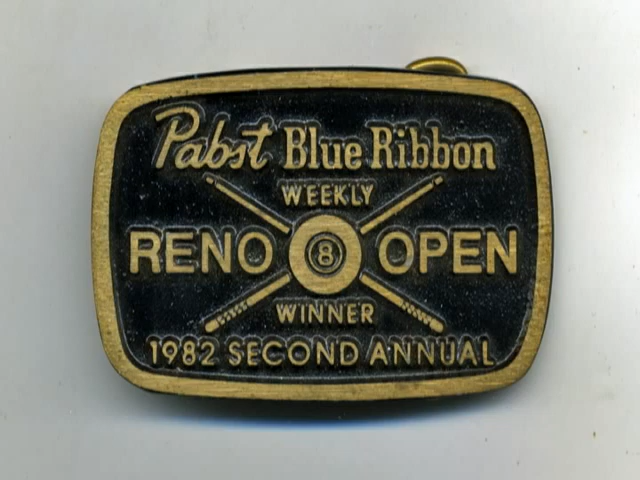 Pabst Blue Ribbon
WEEKLY
RENO 8 OPEN
WINNER
1982 SECOND ANNUAL